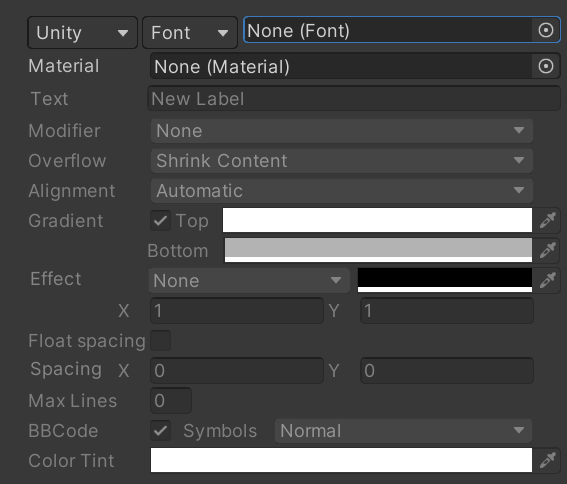 Unity Font None (Font)
Material None (Material)
Text New Label
Modifier None
Overflow Shrink Content
Alignment Automatic
Gradient Top
Bottom
Effect None
X 1 Y 1
Float spacing
Spacing X 0 Y 0
Max Lines 0
BBCode Symbols Normal
Color Tint